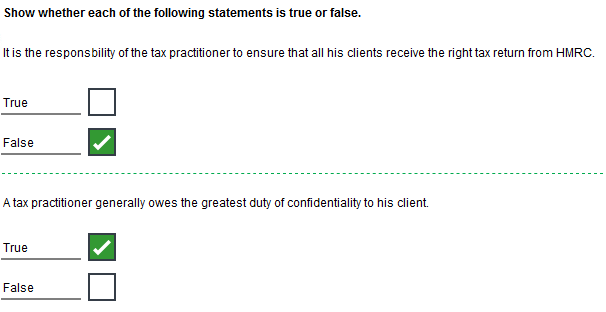 Show whether each of the following statements is true or false.
It is the responsbility of the tax practitioner to ensure that all his clients receive the right tax return from HMRC.
True
False
A tax practitioner generally owes the greatest duty of confidentiality to his client.
True
False